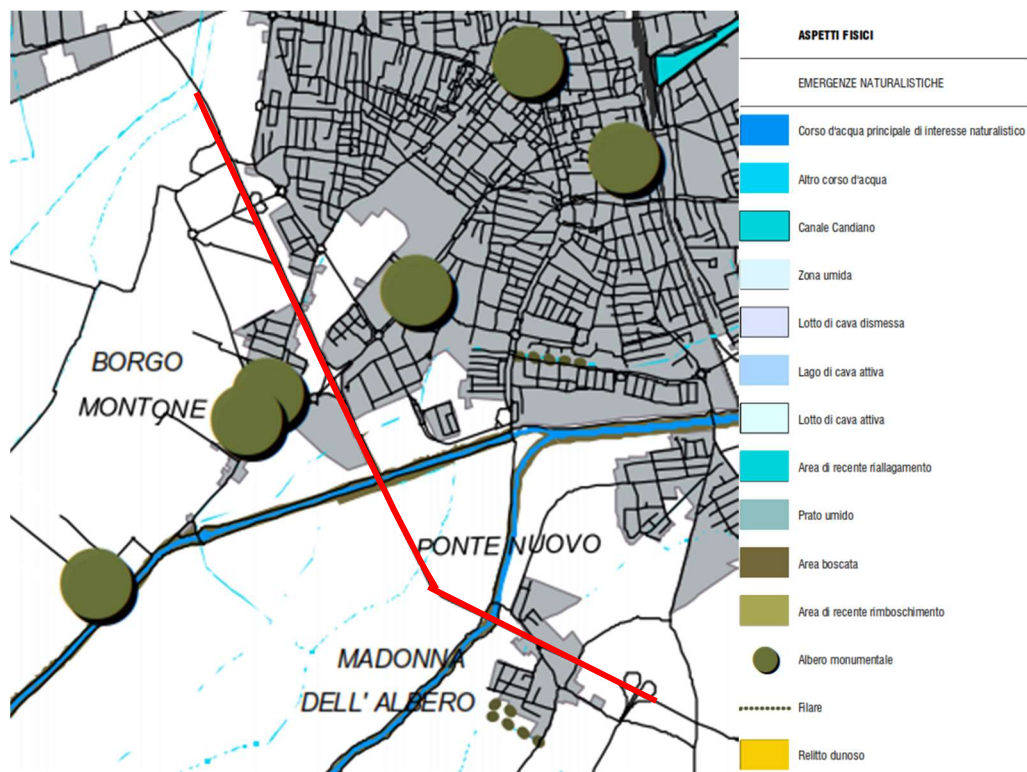 BORGO
MONTONE
PONTE NUOVO
MADONNA
DELL' ALBERO
ASPETTI FISICI
EMERGENZE NATURALISTICHE
Corso d'acqua principale di interesse naturalistico
Altro corso d'acqua
Canale Candiano
Zona umida
Lotto di cava dismessa
Lago di cava attiva
Lotto di cava attiva
Area di recente riallagamento
Prato umido
Area boscata
Area di recente rimboschimento
Albero monumentale
Filare
Relitto dunoso